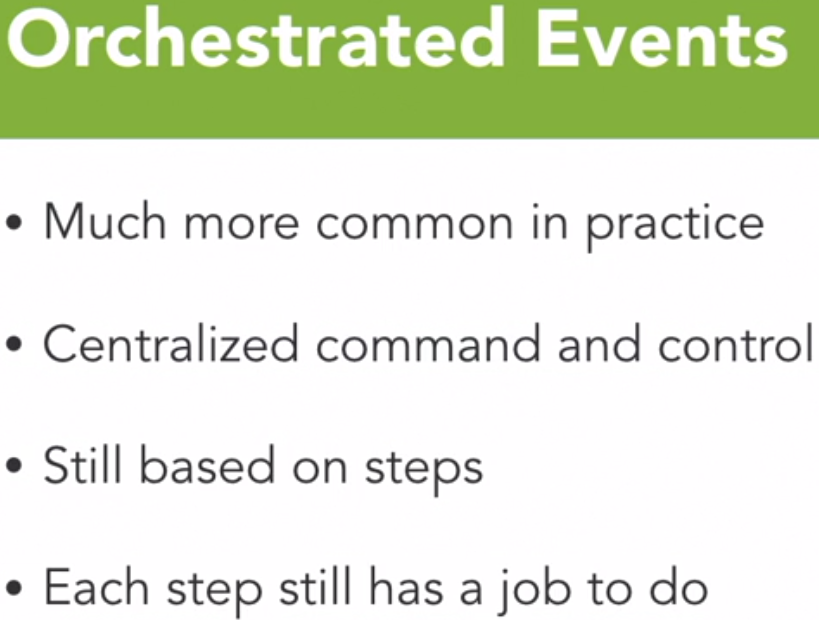 Orchestrated Events
• Much more common in practice
• Centralized command and control
• Still based on steps
• Each step still has a job to do